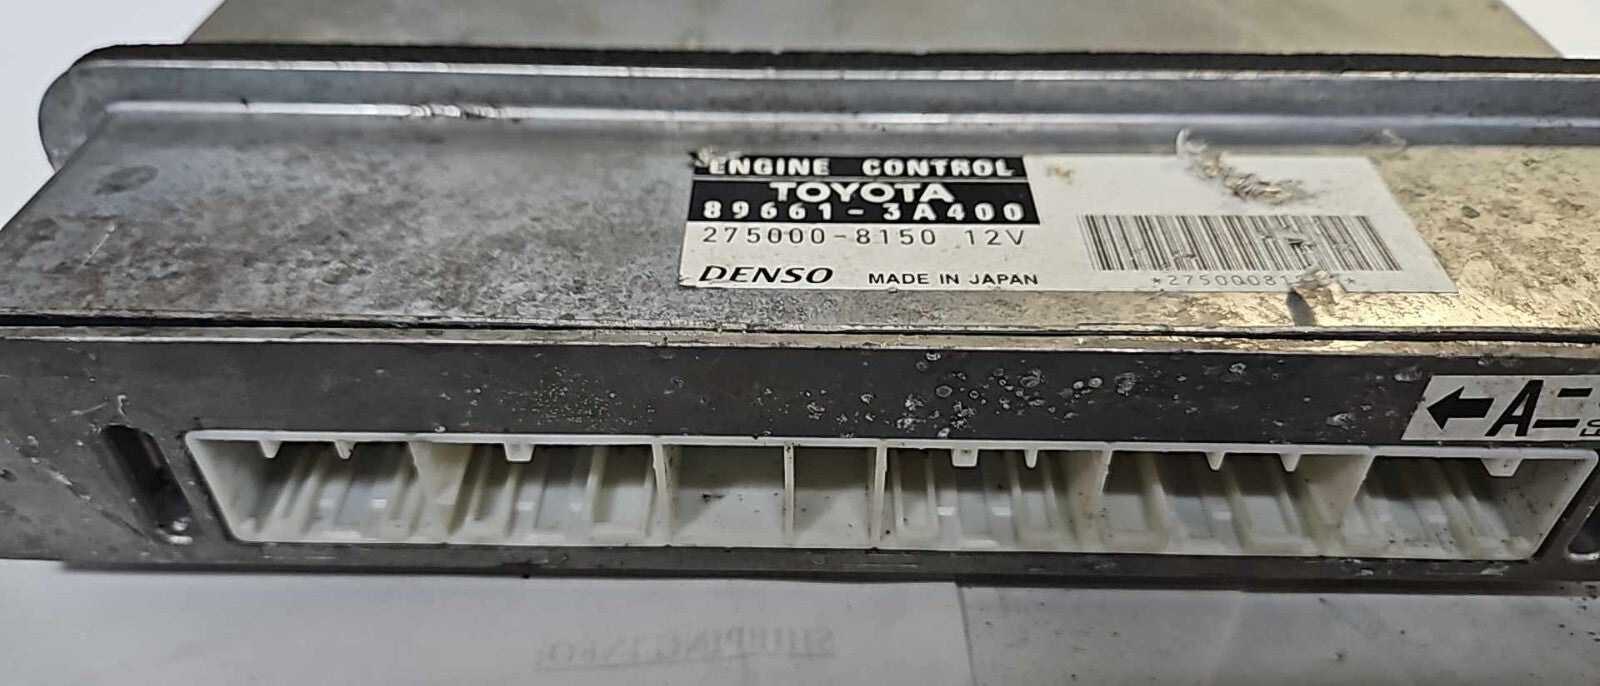 ENGINE CONTROL
TOYOTA
89661-3A400
275000-8150 12V
DENSO MADE IN JAPAN
←A